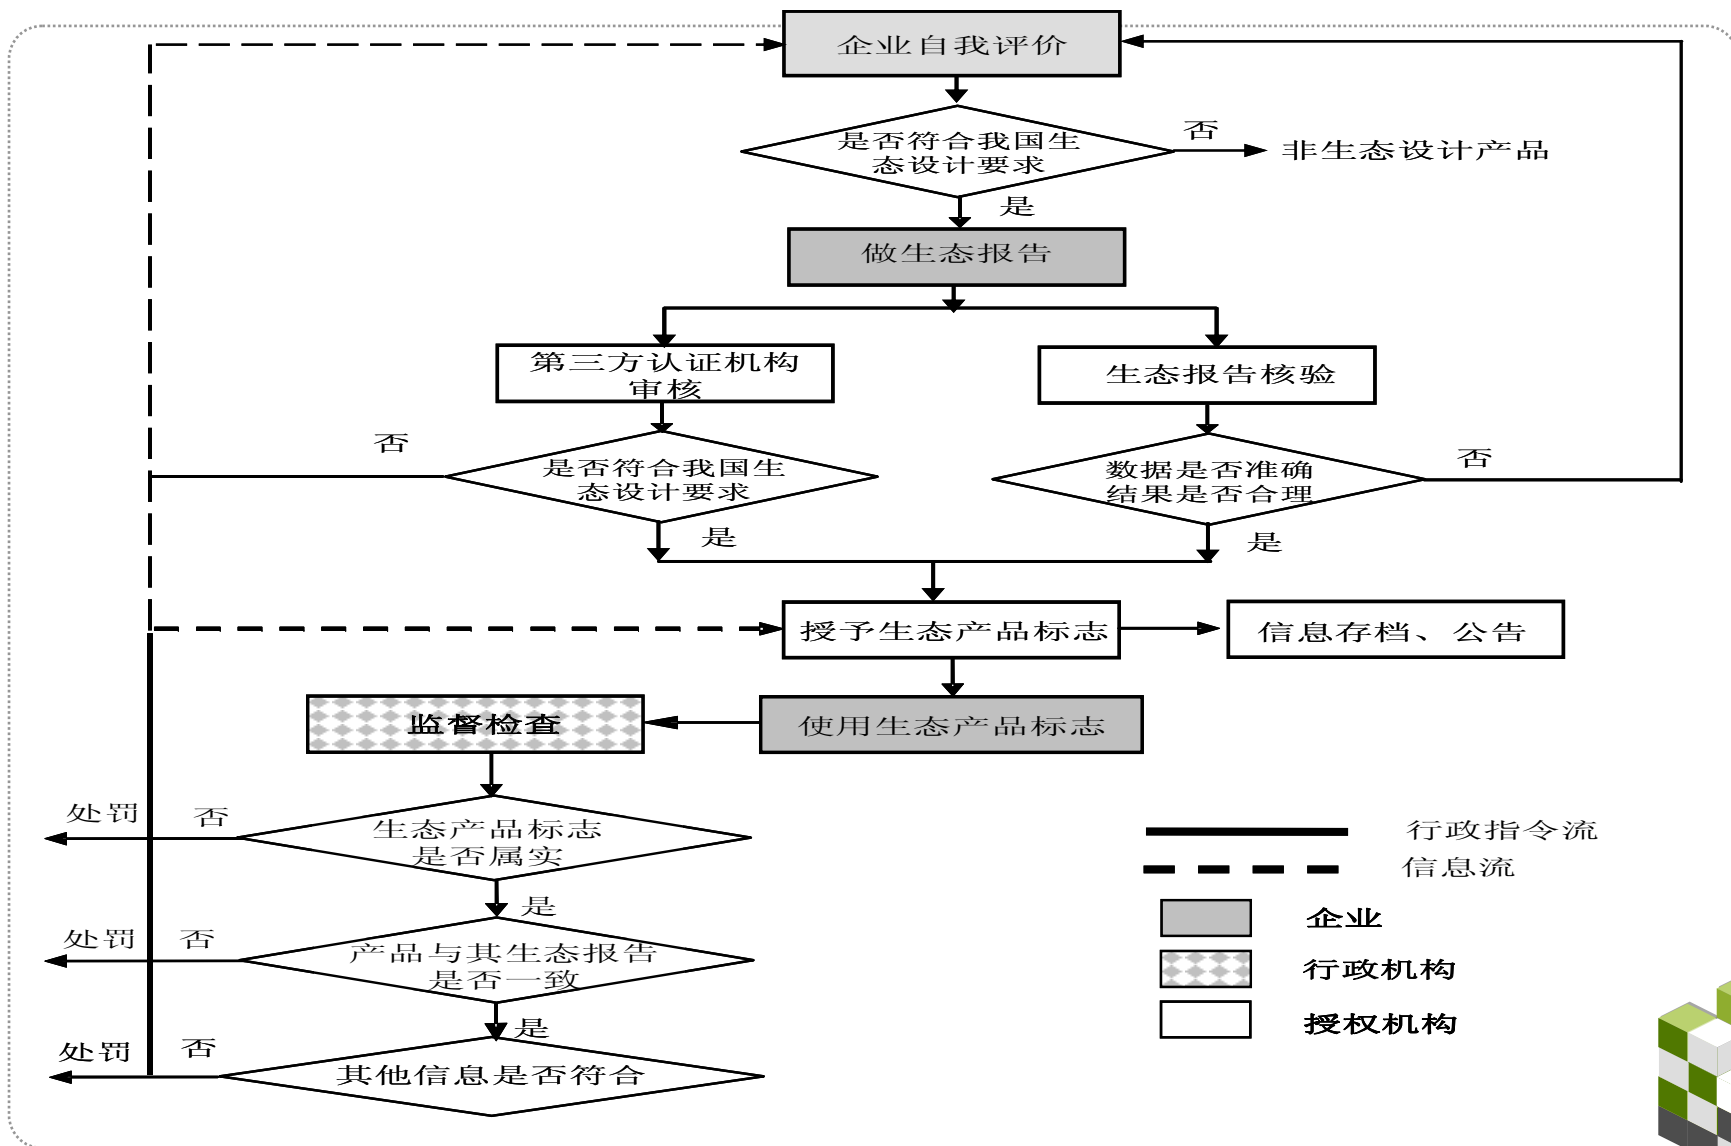 企业自我评价
是否符合我国生
态设计要求
否
非生态设计产品
是
做生态报告
第三方认证机构
审核
生态报告核验
否
是否符合我国生
态设计要求
数据是否准确
结果是否合理
否
是
是
授予生态产品标志
信息存档、公告
监督检查
使用生态产品标志
处罚
否
生态产品标志
是否属实
行政指令流
信息流
是
企业
处罚
否
产品与其生态报告
是否一致
行政机构
是
授权机构
处罚
否
其他信息是否符合